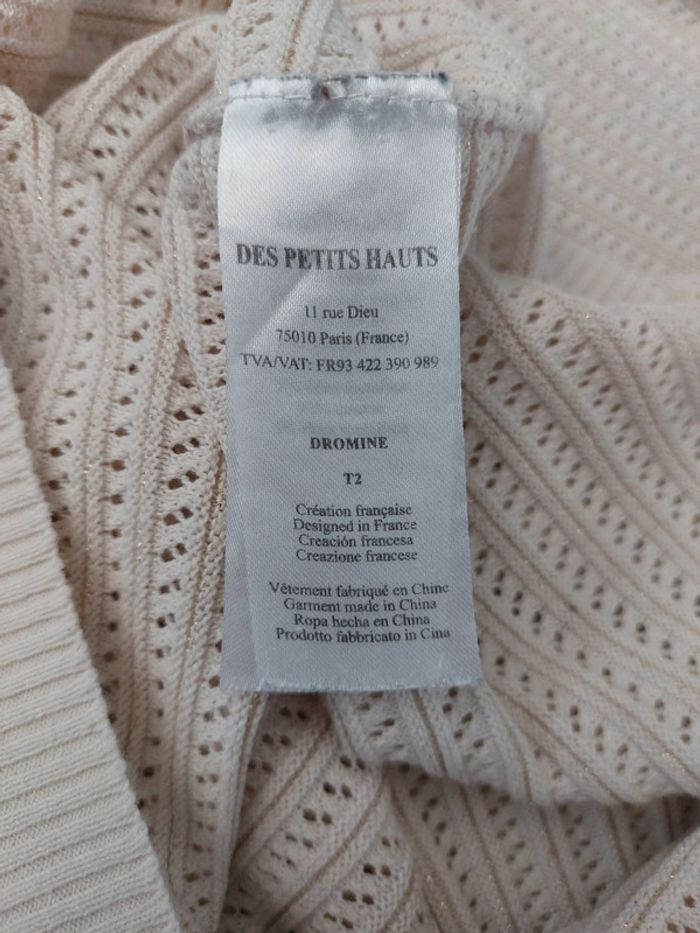 DES PETITS HAUTS
11 rue Dieu
75010 Paris (France)
TVA/VAT: FR93 422 390 989
DROMINE
T2
Création française
Designed in France
Creación francesa
Creazione francese
Vêtement fabriqué en Chine
Garment made in China
Ropa hecha en China
Prodotto fabbricato in Cina